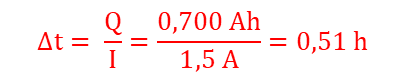 Δt = Q/I = 0,700 Ah/1,5 A = 0,51 h